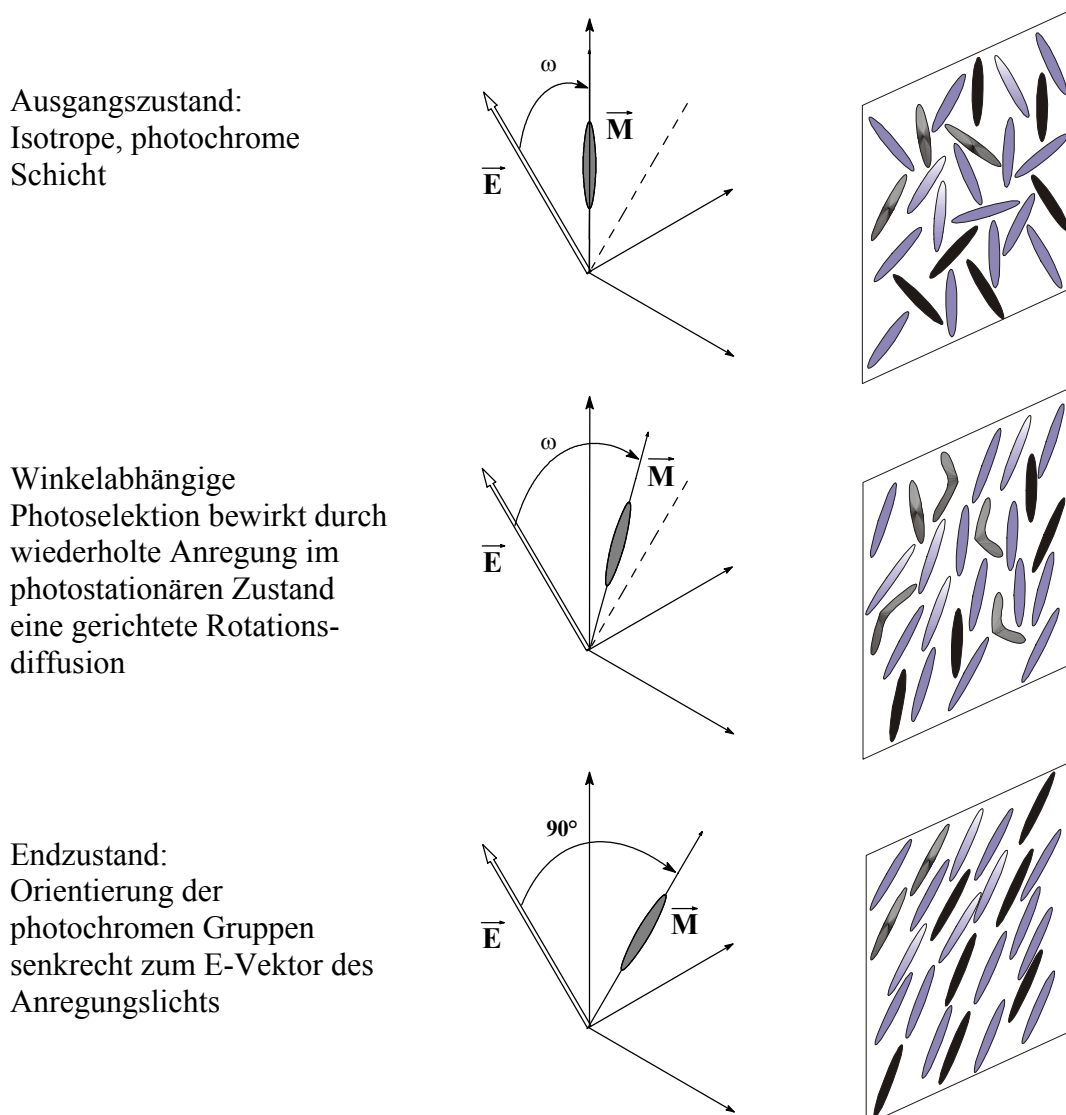 Ausgangszustand:
Isotrope, photochrome
Schicht
ω
M
E
Winkelabhängige
Photoselektion bewirkt durch
wiederholte Anregung im
photostationären Zustand
eine gerichtete Rotations-
diffusion
ω
M
E
Endzustand:
Orientierung der
photochromen Gruppen
senkrecht zum E-Vektor des
Anregungslichts
90°
M
E